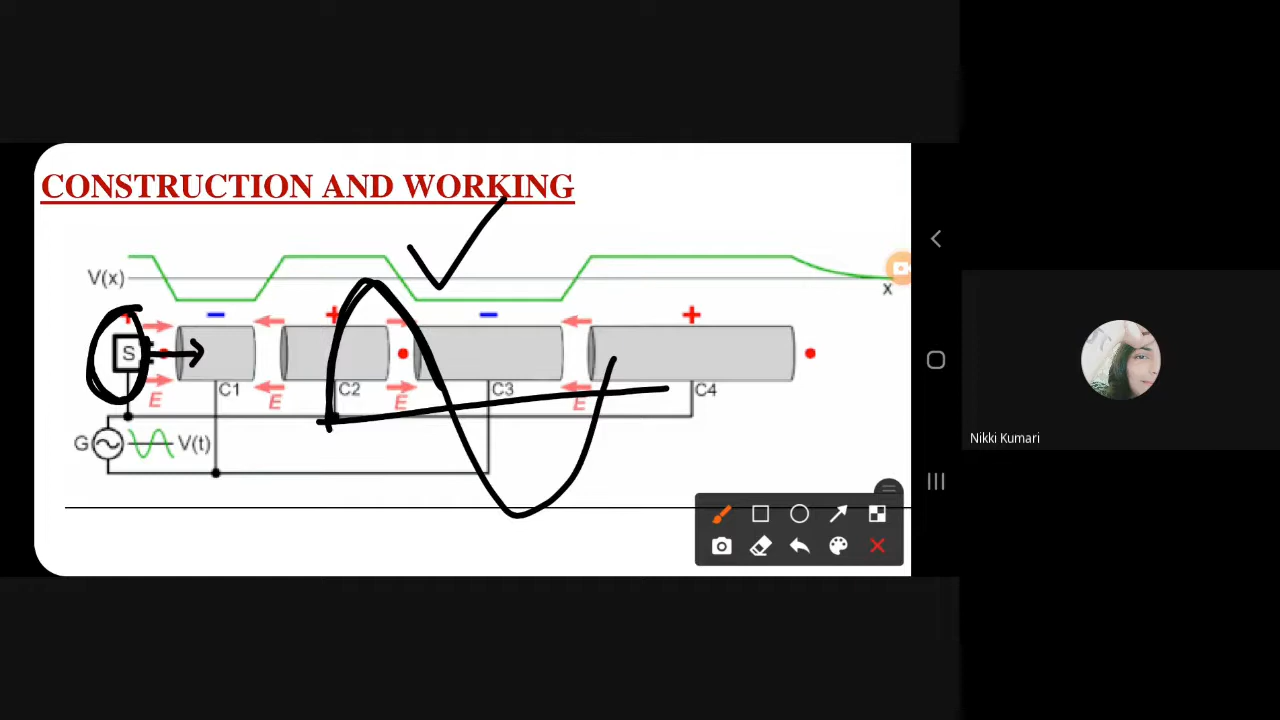 CONSTRUCTION AND WORKING
V(x)
x
+ − + − +
S
C1 C2 C3 C4
E E E E
G V(t)
Nikki Kumari